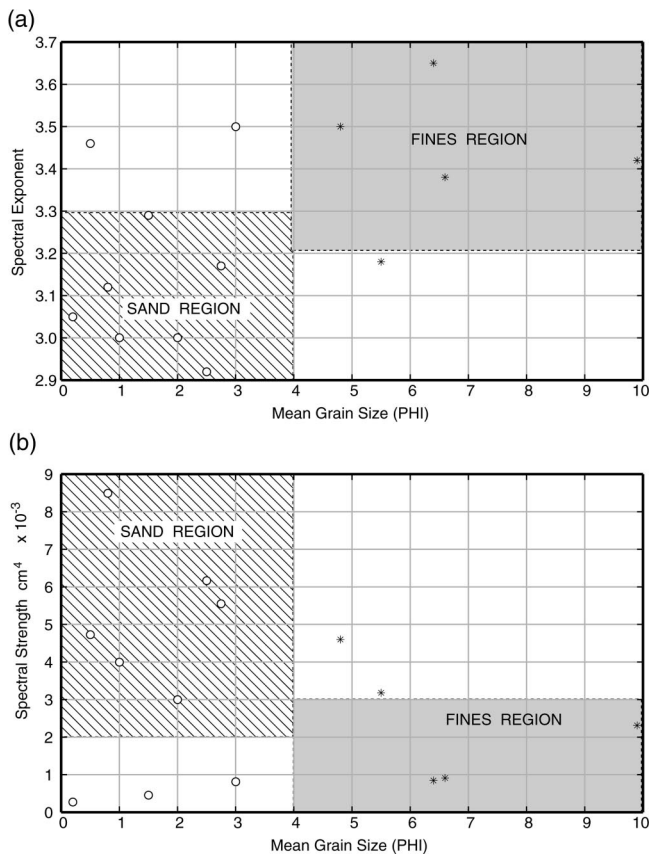 (a)
3.7
3.6
3.5
3.4
3.3
3.2
3.1
3.0
2.9
Spectral Exponent
FINES REGION
SAND REGION
0 1 2 3 4 5 6 7 8 9 10
Mean Grain Size (PHI)
(b)
9
8
7
6
5
4
3
2
1
0
Spectral Strength cm⁴ x 10⁻³
SAND REGION
FINES REGION
0 1 2 3 4 5 6 7 8 9 10
Mean Grain Size (PHI)